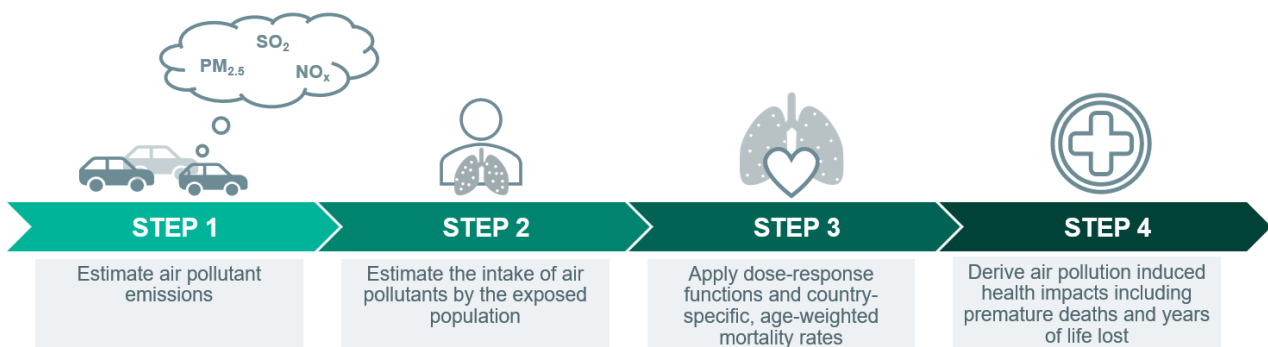 SO₂
PM₂.₅
NOₓ
STEP 1
STEP 2
STEP 3
STEP 4
Estimate air pollutant
emissions
Estimate the intake of air
pollutants by the exposed
population
Apply dose-response
functions and country-
specific, age-weighted
mortality rates
Derive air pollution induced
health impacts including
premature deaths and years
of life lost